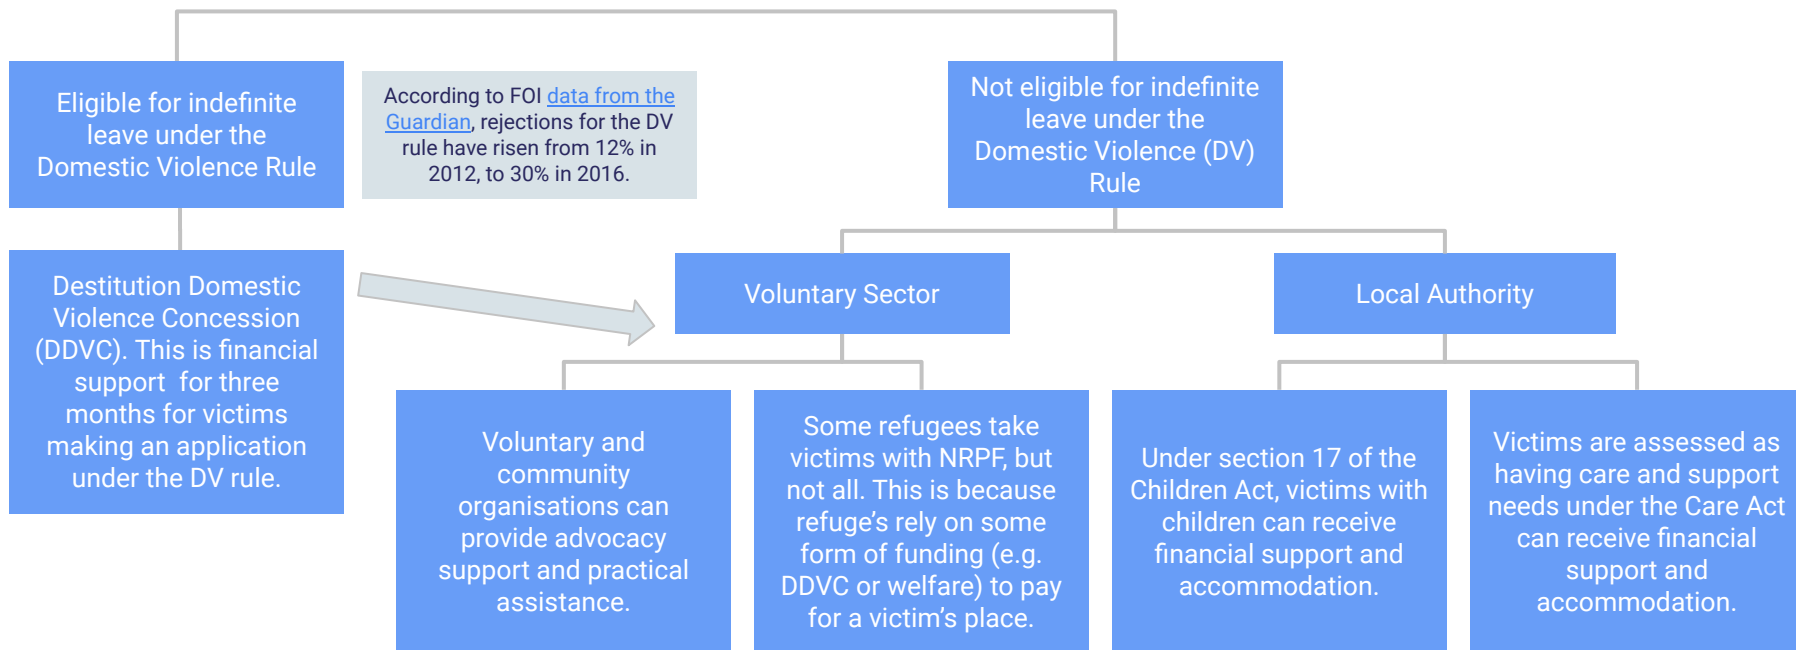 Eligible for indefinite
leave under the
Domestic Violence Rule
According to FOI data from the
Guardian, rejections for the DV
rule have risen from 12% in
2012, to 30% in 2016.
Not eligible for indefinite
leave under the
Domestic Violence (DV)
Rule
Destitution Domestic
Violence Concession
(DDVC). This is financial
support for three
months for victims
making an application
under the DV rule.
Voluntary Sector
Local Authority
Voluntary and
community
organisations can
provide advocacy
support and practical
assistance.
Some refugees take
victims with NRPF, but
not all. This is because
refuge’s rely on some
form of funding (e.g.
DDVC or welfare) to pay
for a victim’s place.
Under section 17 of the
Children Act, victims with
children can receive
financial support and
accommodation.
Victims are assessed as
having care and support
needs under the Care Act
can receive financial
support and
accommodation.